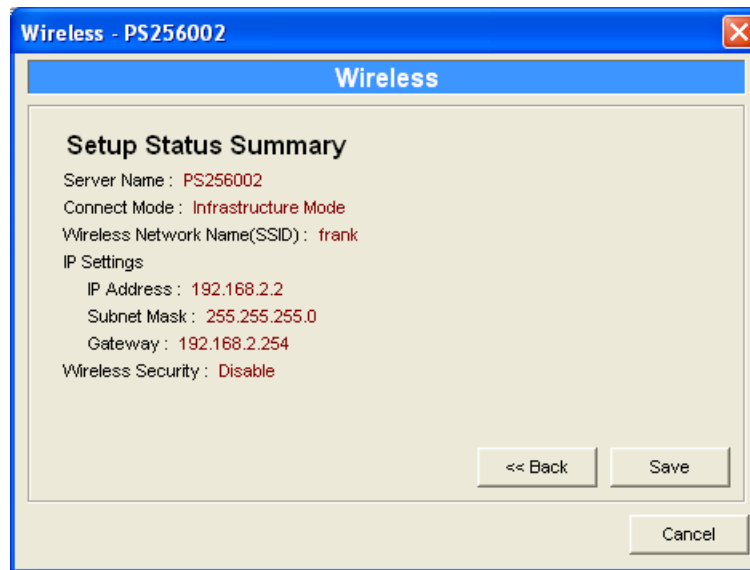 Wireless - PS256002
Wireless
Setup Status Summary
Server Name : PS256002
Connect Mode : Infrastructure Mode
Wireless Network Name(SSID) : frank
IP Settings
IP Address : 192.168.2.2
Subnet Mask : 255.255.255.0
Gateway : 192.168.2.254
Wireless Security : Disable
<< Back Save
Cancel